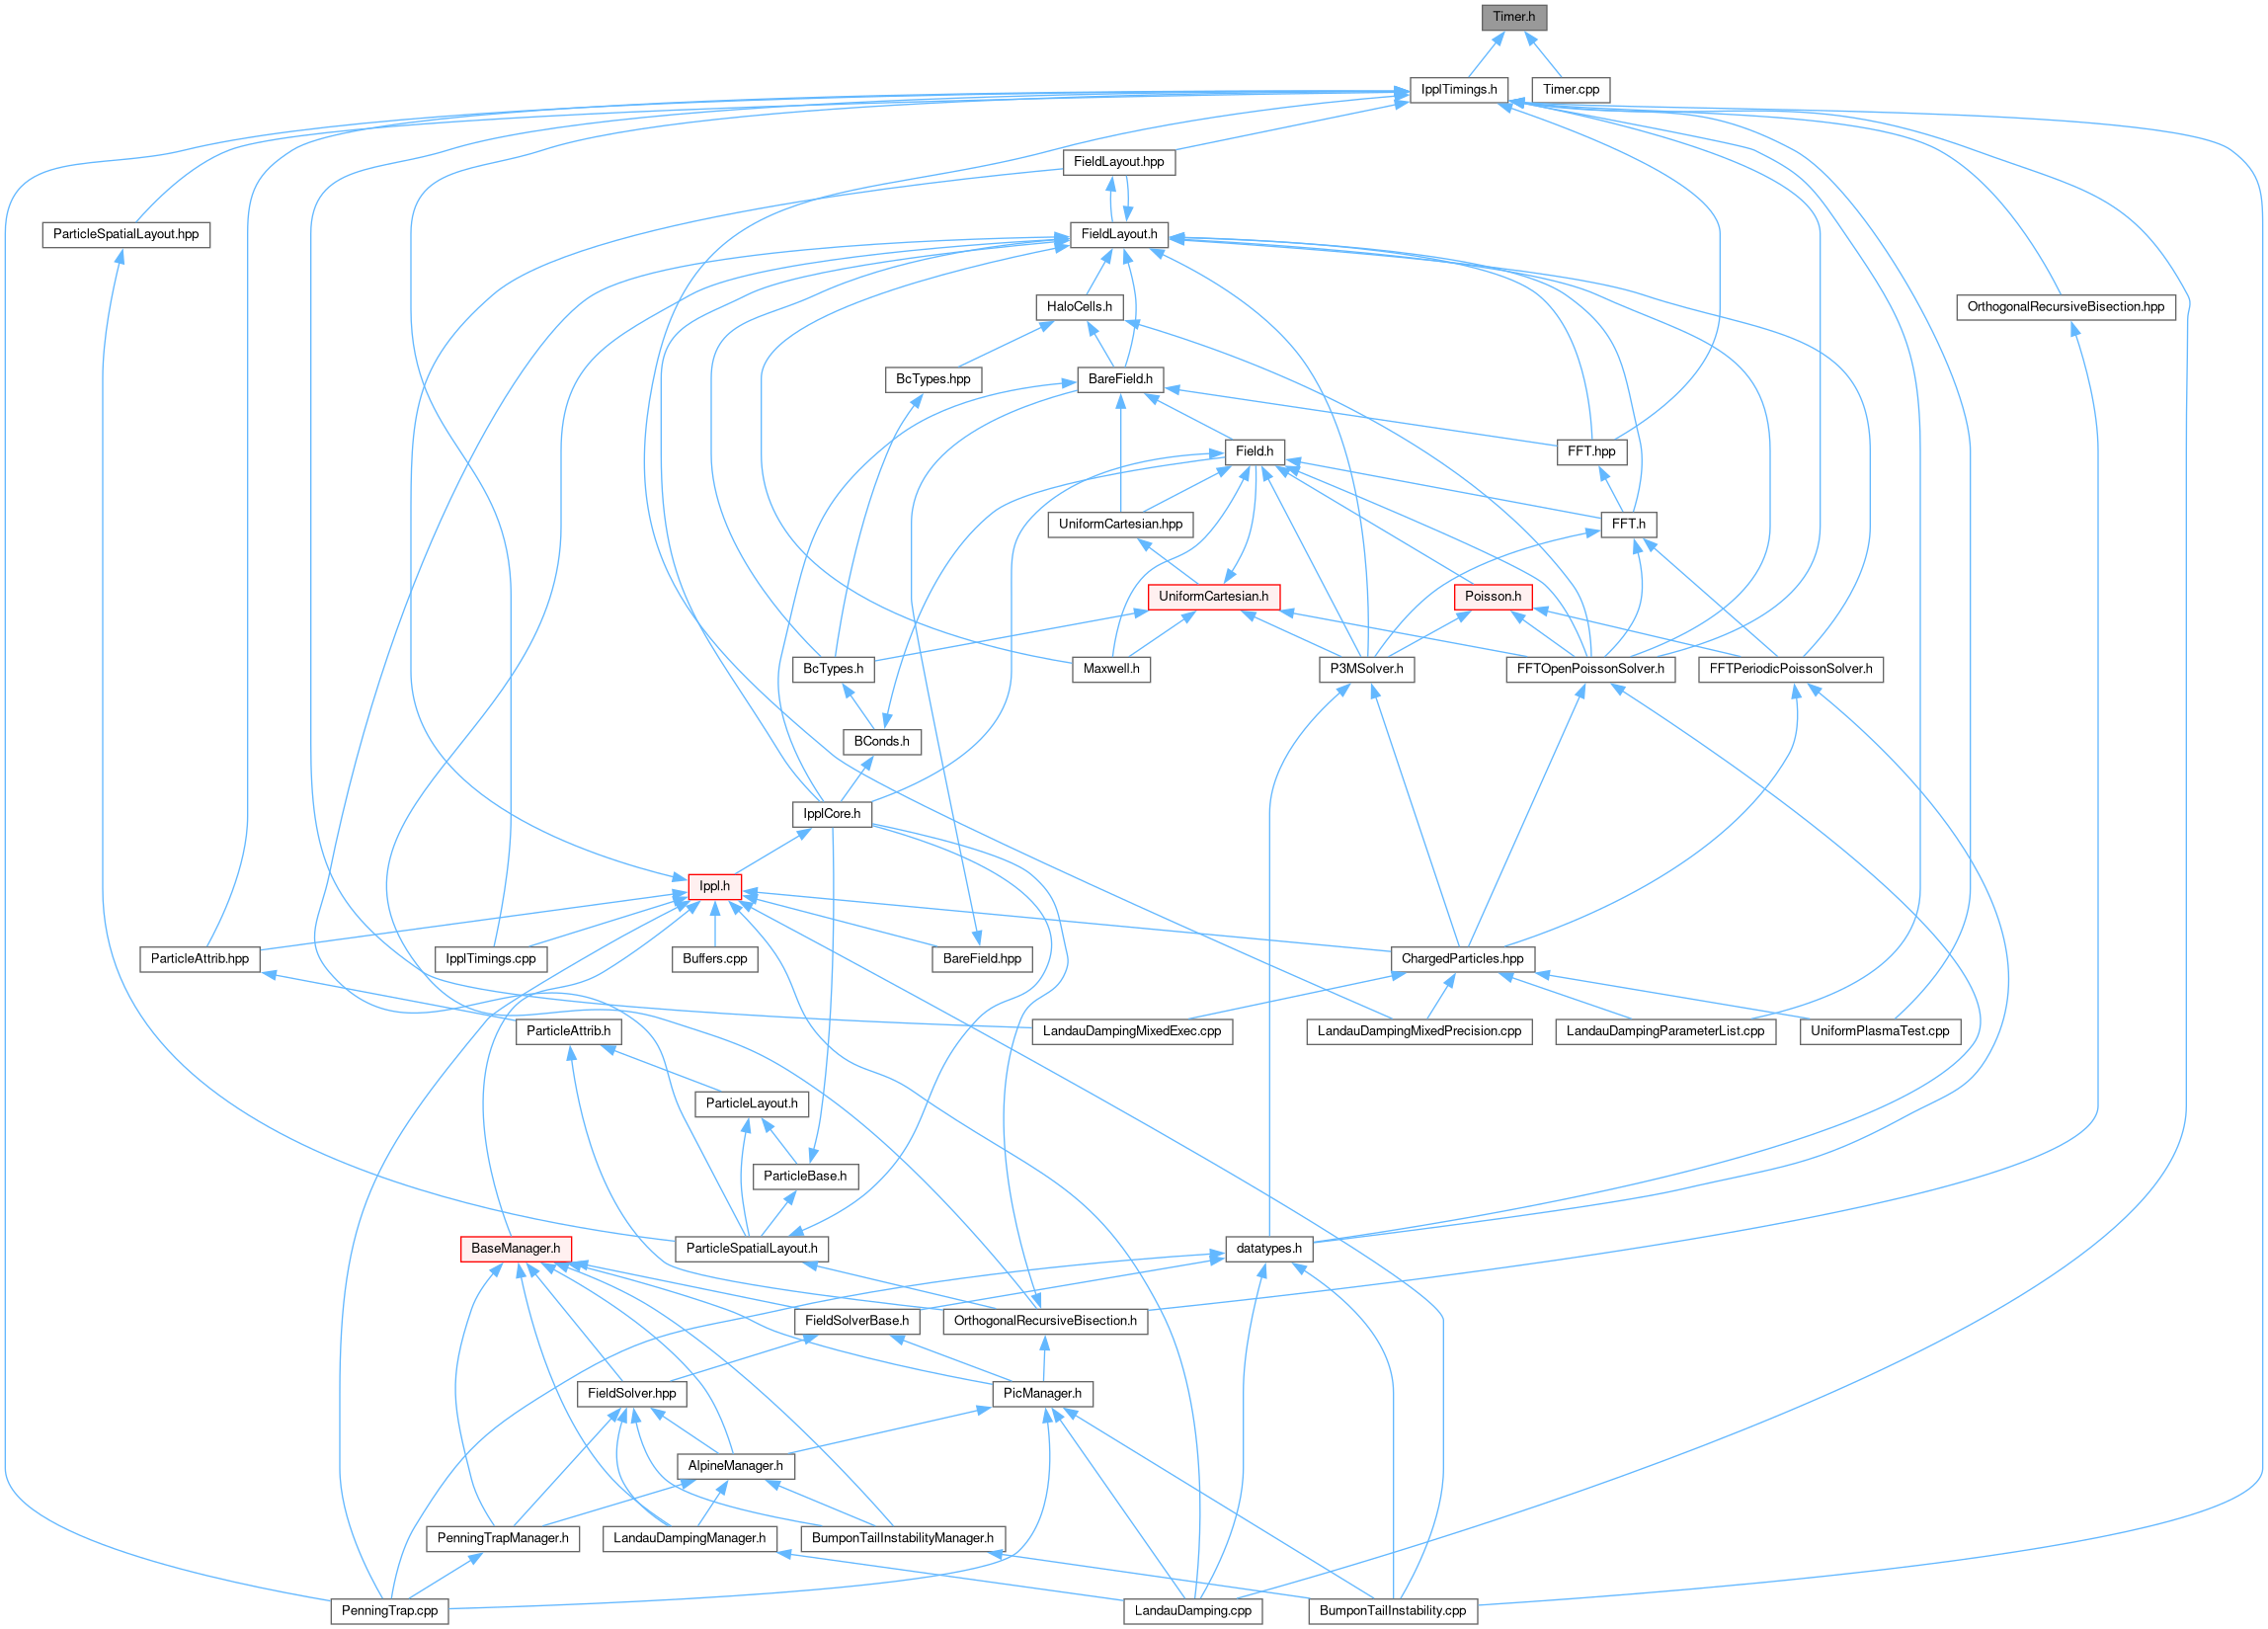 Timer.h
IpplTimings.h
Timer.cpp
FieldLayout.hpp
ParticleSpatialLayout.hpp
FieldLayout.h
HaloCells.h
OrthogonalRecursiveBisection.hpp
BcTypes.hpp
BareField.h
Field.h
FFT.hpp
UniformCartesian.hpp
FFT.h
UniformCartesian.h
Poisson.h
BcTypes.h
Maxwell.h
P3MSolver.h
FFTOpenPoissonSolver.h
FFTPeriodicPoissonSolver.h
BConds.h
IpplCore.h
Ippl.h
ParticleAttrib.hpp
IpplTimings.cpp
Buffers.cpp
BareField.hpp
ChargedParticles.hpp
ParticleAttrib.h
LandauDampingMixedExec.cpp
LandauDampingMixedPrecision.cpp
LandauDampingParameterList.cpp
UniformPlasmaTest.cpp
ParticleLayout.h
ParticleBase.h
BaseManager.h
ParticleSpatialLayout.h
datatypes.h
FieldSolverBase.h
OrthogonalRecursiveBisection.h
FieldSolver.hpp
PicManager.h
AlpineManager.h
PenningTrapManager.h
LandauDampingManager.h
BumponTailInstabilityManager.h
PenningTrap.cpp
LandauDamping.cpp
BumponTailInstability.cpp